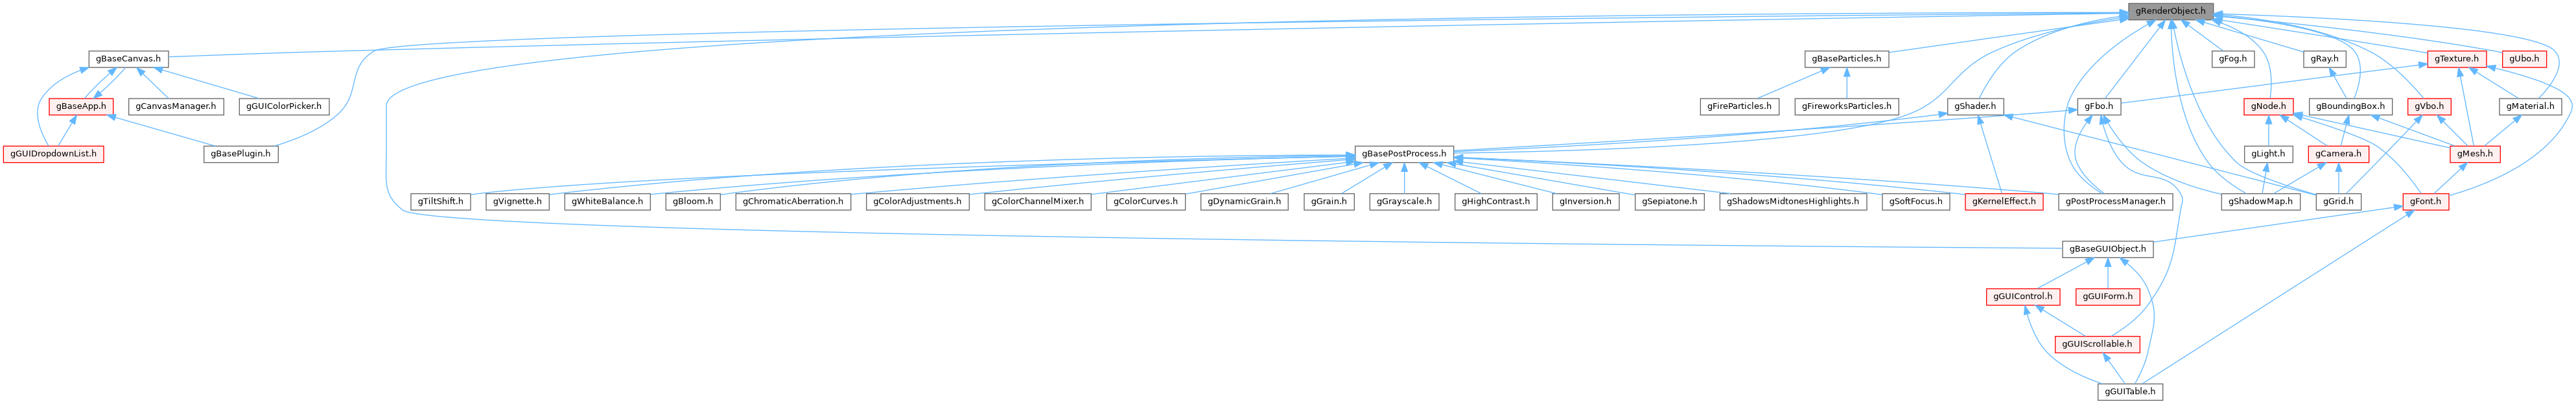 gRenderObject.h
gBaseCanvas.h
gBaseParticles.h
gFog.h
gRay.h
gTexture.h
gUbo.h
gBaseApp.h
gCanvasManager.h
gGUIColorPicker.h
gFireParticles.h
gFireworksParticles.h
gShader.h
gFbo.h
gNode.h
gBoundingBox.h
gVbo.h
gMaterial.h
gGUIDropdownList.h
gBasePlugin.h
gBasePostProcess.h
gLight.h
gCamera.h
gMesh.h
gTiltShift.h
gVignette.h
gWhiteBalance.h
gBloom.h
gChromaticAberration.h
gColorAdjustments.h
gColorChannelMixer.h
gColorCurves.h
gDynamicGrain.h
gGrain.h
gGrayscale.h
gHighContrast.h
gInversion.h
gSepiatone.h
gShadowsMidtonesHighlights.h
gSoftFocus.h
gKernelEffect.h
gPostProcessManager.h
gShadowMap.h
gGrid.h
gFont.h
gBaseGUIObject.h
gGUIControl.h
gGUIForm.h
gGUIScrollable.h
gGUITable.h